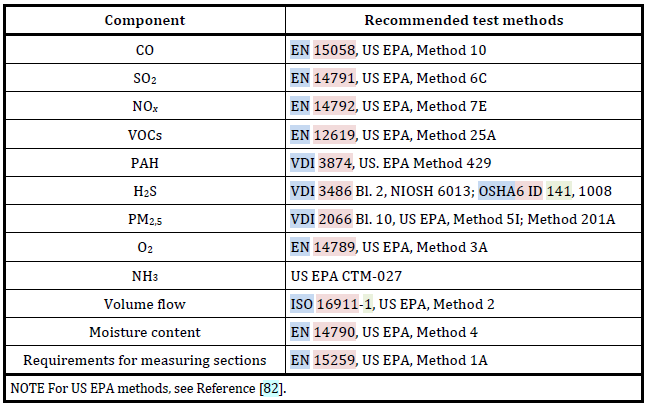 Component Recommended test methods
CO EN 15058, US EPA, Method 10
SO2 EN 14791, US EPA, Method 6C
NOx EN 14792, US EPA, Method 7E
VOCs EN 12619, US EPA, Method 25A
PAH VDI 3874, US. EPA Method 429
H2S VDI 3486 Bl. 2, NIOSH 6013; OSHA6 ID 141, 1008
PM2,5 VDI 2066 Bl. 10, US EPA, Method 5I; Method 201A
O2 EN 14789, US EPA, Method 3A
NH3 US EPA CTM-027
Volume flow ISO 16911-1, US EPA, Method 2
Moisture content EN 14790, US EPA, Method 4
Requirements for measuring sections EN 15259, US EPA, Method 1A
NOTE For US EPA methods, see Reference [82].